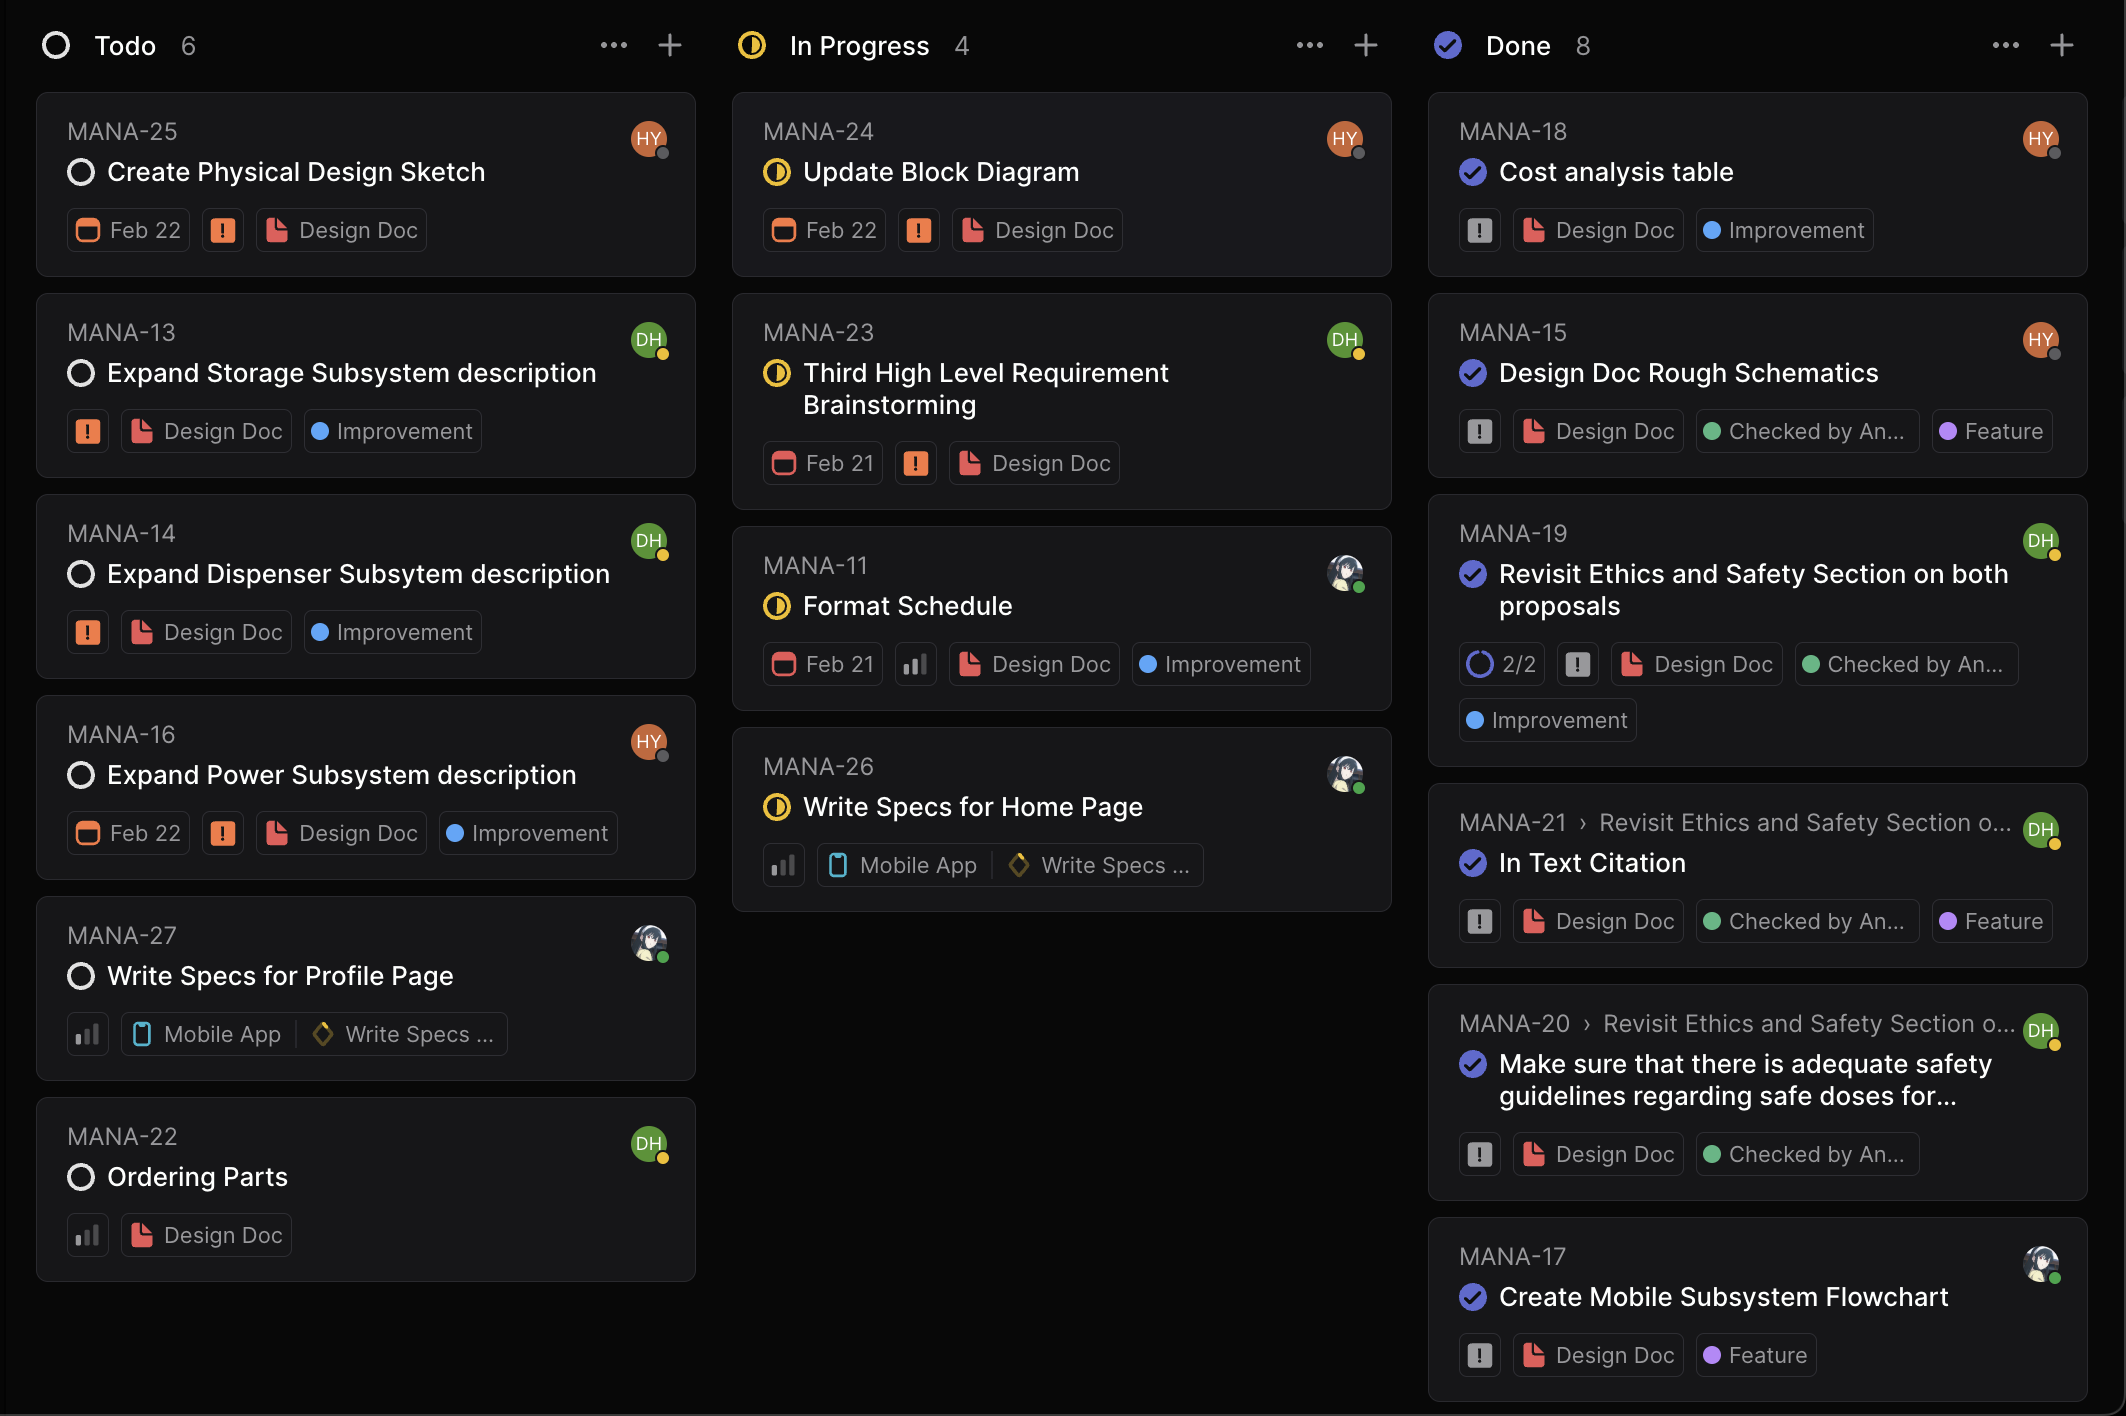 Todo 6
MANA-25
HY
Create Physical Design Sketch
Feb 22
Design Doc
MANA-13
DH
Expand Storage Subsystem description
Design Doc
Improvement
MANA-14
DH
Expand Dispenser Subsytem description
Design Doc
Improvement
MANA-16
HY
Expand Power Subsystem description
Feb 22
Design Doc
Improvement
MANA-27
Write Specs for Profile Page
Mobile App
Write Specs ...
MANA-22
DH
Ordering Parts
Design Doc
In Progress 4
MANA-24
HY
Update Block Diagram
Feb 22
Design Doc
MANA-23
DH
Third High Level Requirement
Brainstorming
Feb 21
Design Doc
MANA-11
Format Schedule
Feb 21
Design Doc
Improvement
MANA-26
Write Specs for Home Page
Mobile App
Write Specs ...
Done 8
MANA-18
HY
Cost analysis table
Design Doc
Improvement
MANA-15
HY
Design Doc Rough Schematics
Design Doc
Checked by An...
Feature
MANA-19
DH
Revisit Ethics and Safety Section on both
proposals
2/2
Design Doc
Checked by An...
Improvement
MANA-21 › Revisit Ethics and Safety Section o...
DH
In Text Citation
Design Doc
Checked by An...
Feature
MANA-20 › Revisit Ethics and Safety Section o...
DH
Make sure that there is adequate safety
guidelines regarding safe doses for...
Design Doc
Checked by An...
MANA-17
Create Mobile Subsystem Flowchart
Design Doc
Feature